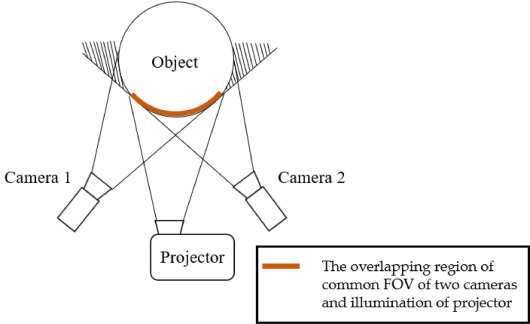 Object
Camera 1
Camera 2
Projector
The overlapping region of
common FOV of two cameras
and illumination of projector